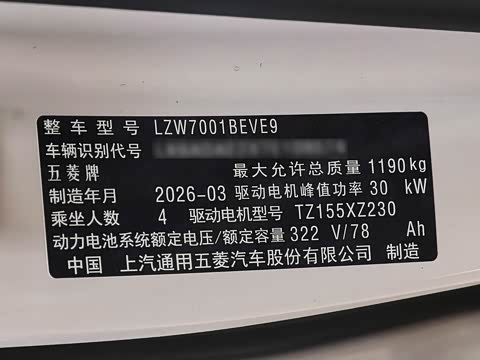 整车型号 LZW7001BEVE9
车辆识别代号
五菱牌 最大允许总质量 1190kg
制造年月 2026-03 驱动电机峰值功率 30 kW
乘坐人数 4 驱动电机型号 TZ155XZ230
动力电池系统额定电压/额定容量 322 V/78 Ah
中国 上汽通用五菱汽车股份有限公司 制造